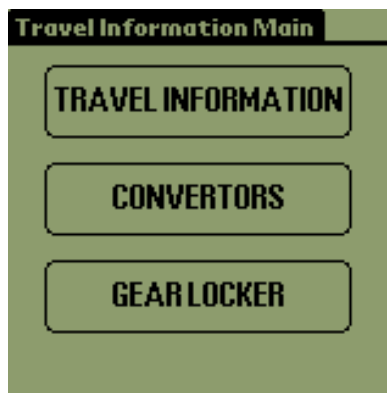 Travel Information Main
TRAVEL INFORMATION
CONVERTORS
GEAR LOCKER